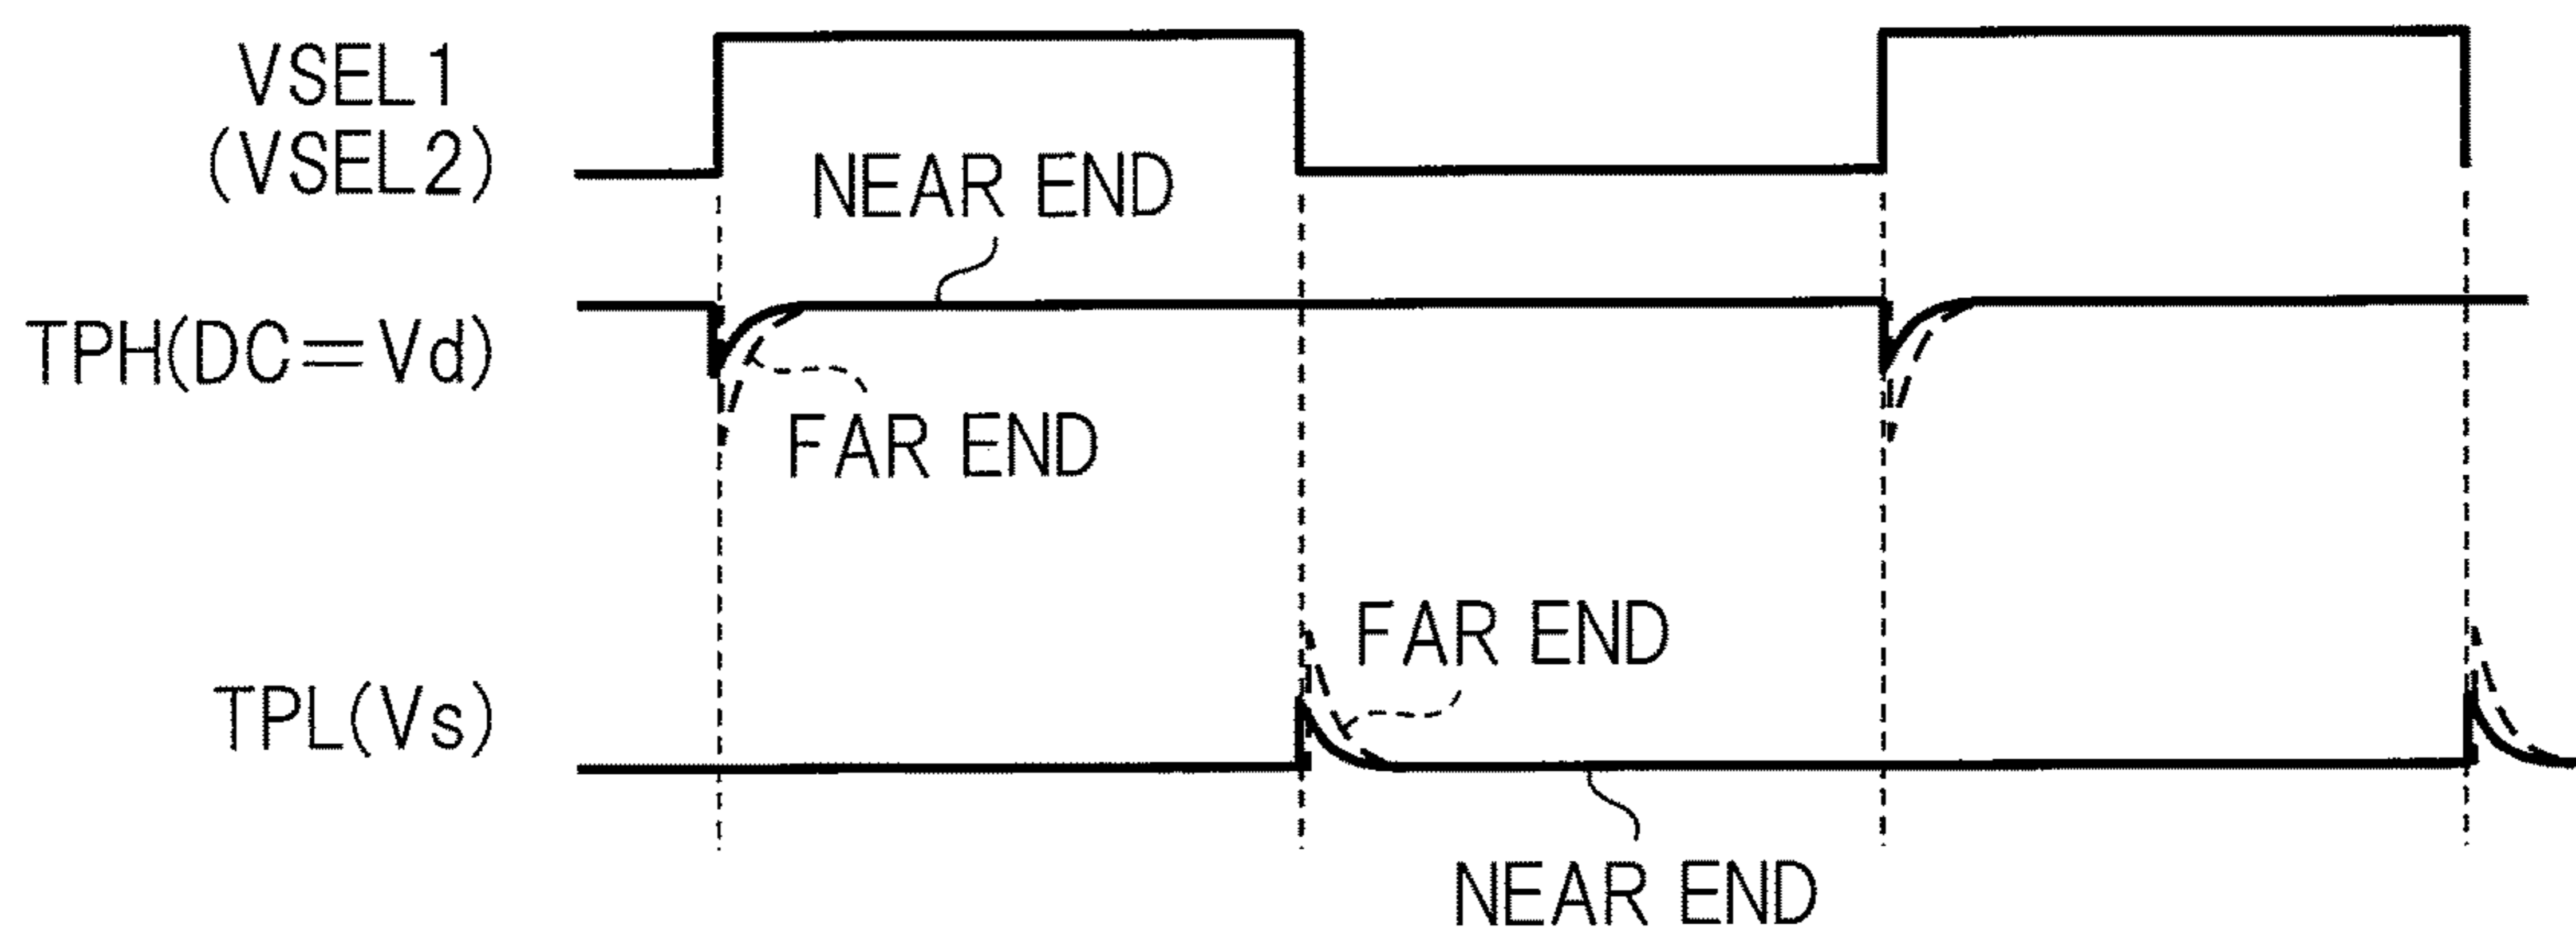 VSEL1
(VSEL2)
NEAR END
TPH(DC=Vd)
FAR END
FAR END
TPL(Vs)
NEAR END